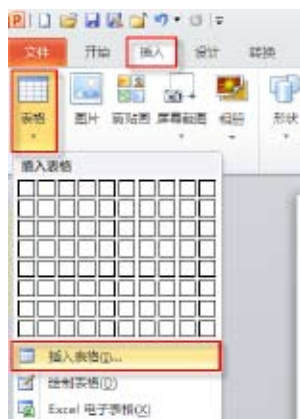 文件 开始 插入 设计 转换
表格 图片 剪贴画 屏幕截图 相册 形状
插入表格
插入表格(I)...
绘制表格(D)
Excel 电子表格(X)